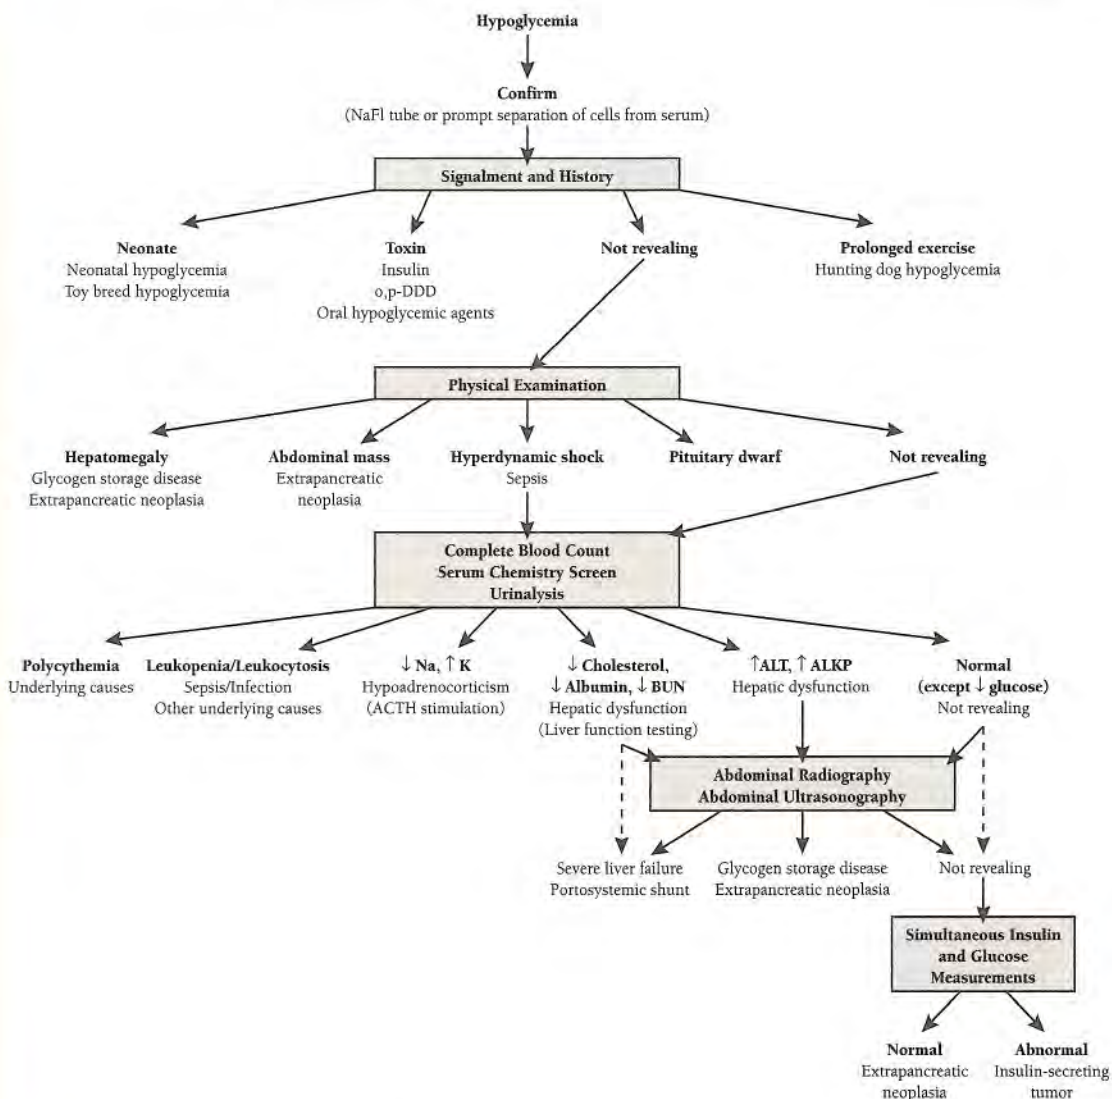 Hypoglycemia
Confirm
(NaFl tube or prompt separation of cells from serum)
Signalment and History
Neonate
Neonatal hypoglycemia
Toy breed hypoglycemia
Toxin
Insulin
o,p-DDD
Oral hypoglycemic agents
Not revealing
Prolonged exercise
Hunting dog hypoglycemia
Physical Examination
Hepatomegaly
Glycogen storage disease
Extrapancreatic neoplasia
Abdominal mass
Extrapancreatic
neoplasia
Hyperdynamic shock
Sepsis
Pituitary dwarf
Not revealing
Complete Blood Count
Serum Chemistry Screen
Urinalysis
Polycythemia
Underlying causes
Leukopenia/Leukocytosis
Sepsis/Infection
Other underlying causes
↓ Na, ↑ K
Hypoadrenocorticism
(ACTH stimulation)
↓ Cholesterol,
↓ Albumin, ↓ BUN
Hepatic dysfunction
(Liver function testing)
↑ALT, ↑ ALKP
Hepatic dysfunction
Normal
(except ↓ glucose)
Not revealing
Abdominal Radiography
Abdominal Ultrasonography
Severe liver failure
Portosystemic shunt
Glycogen storage disease
Extrapancreatic neoplasia
Not revealing
Simultaneous Insulin
and Glucose
Measurements
Normal
Extrapancreatic
neoplasia
Abnormal
Insulin-secreting
tumor